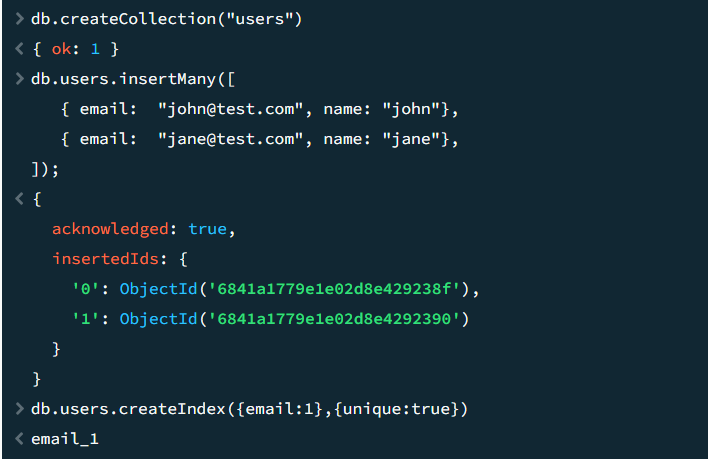 > db.createCollection("users")
< { ok: 1 }
> db.users.insertMany([
{ email:  "john@test.com", name: "john"},
{ email:  "jane@test.com", name: "jane"},
]);
< {
acknowledged: true,
insertedIds: {
'0': ObjectId('6841a1779e1e02d8e429238f'),
'1': ObjectId('6841a1779e1e02d8e4292390')
}
}
> db.users.createIndex({email:1},{unique:true})
< email_1